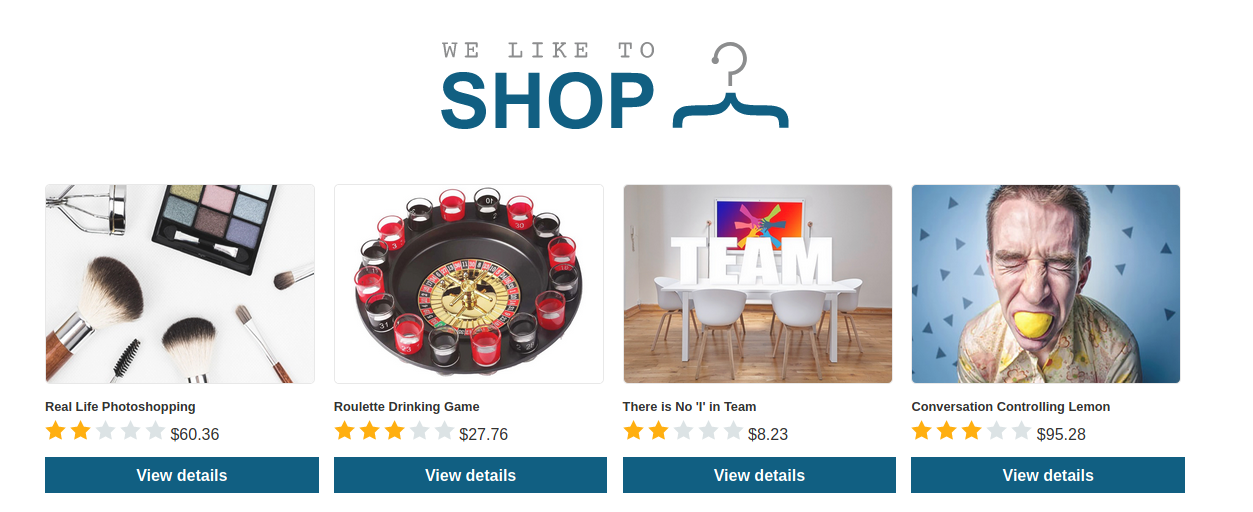 WE LIKE TO
SHOP
TEAM
Real Life Photoshopping
Roulette Drinking Game
There is No 'I' in Team
Conversation Controlling Lemon
$60.36
$27.76
$8.23
$95.28
View details
View details
View details
View details